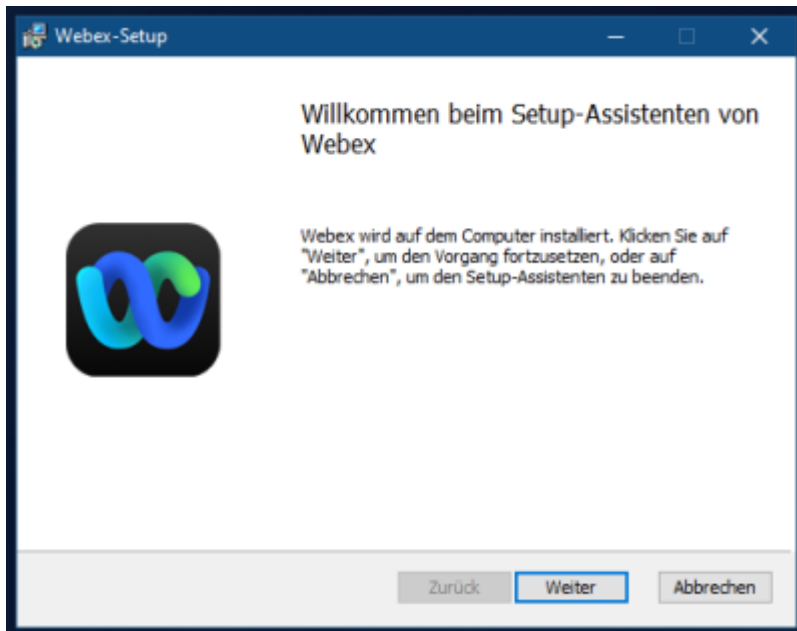 Webex-Setup
Willkommen beim Setup-Assistenten von
Webex
Webex wird auf dem Computer installiert. Klicken Sie auf
"Weiter", um den Vorgang fortzusetzen, oder auf
"Abbrechen", um den Setup-Assistenten zu beenden.
Zurück Weiter Abbrechen